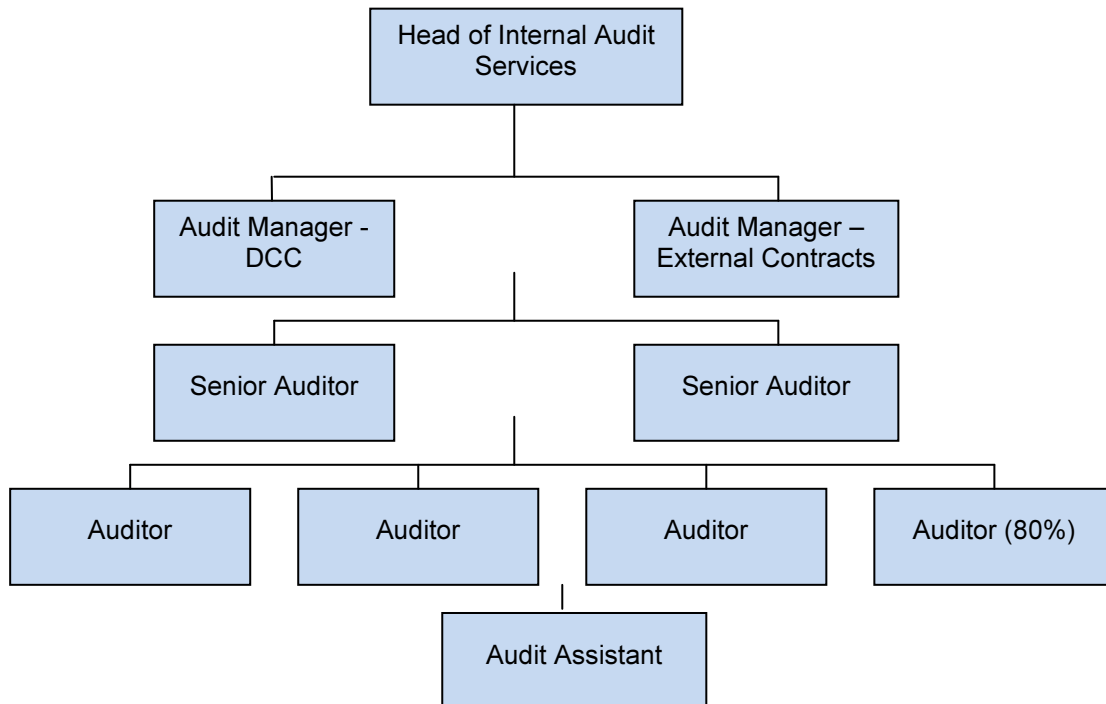 Head of Internal Audit
Services
Audit Manager -
DCC
Audit Manager –
External Contracts
Senior Auditor
Senior Auditor
Auditor
Auditor
Auditor
Auditor (80%)
Audit Assistant